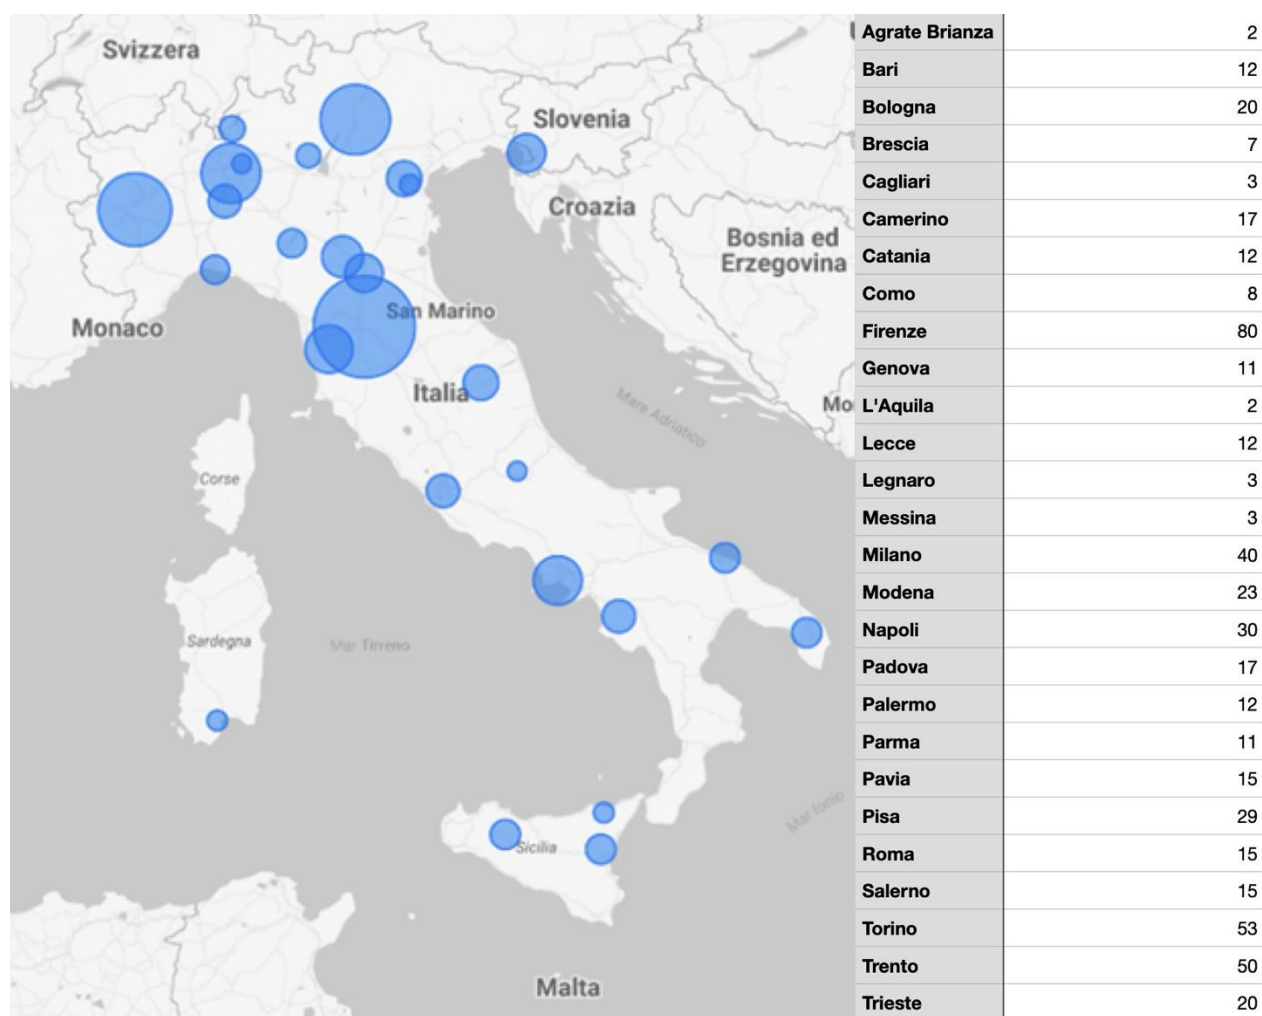 Svizzera
Slovenia
Croazia
Bosnia ed
Erzegovina
San Marino
Monaco
Italia
Mare Adriatico
Corse
Sardegna
Mar Tirreno
Mar Ionio
Sicilia
Malta
Agrate Brianza 2
Bari 12
Bologna 20
Brescia 7
Cagliari 3
Camerino 17
Catania 12
Como 8
Firenze 80
Genova 11
L'Aquila 2
Lecce 12
Legnaro 3
Messina 3
Milano 40
Modena 23
Napoli 30
Padova 17
Palermo 12
Parma 11
Pavia 15
Pisa 29
Roma 15
Salerno 15
Torino 53
Trento 50
Trieste 20